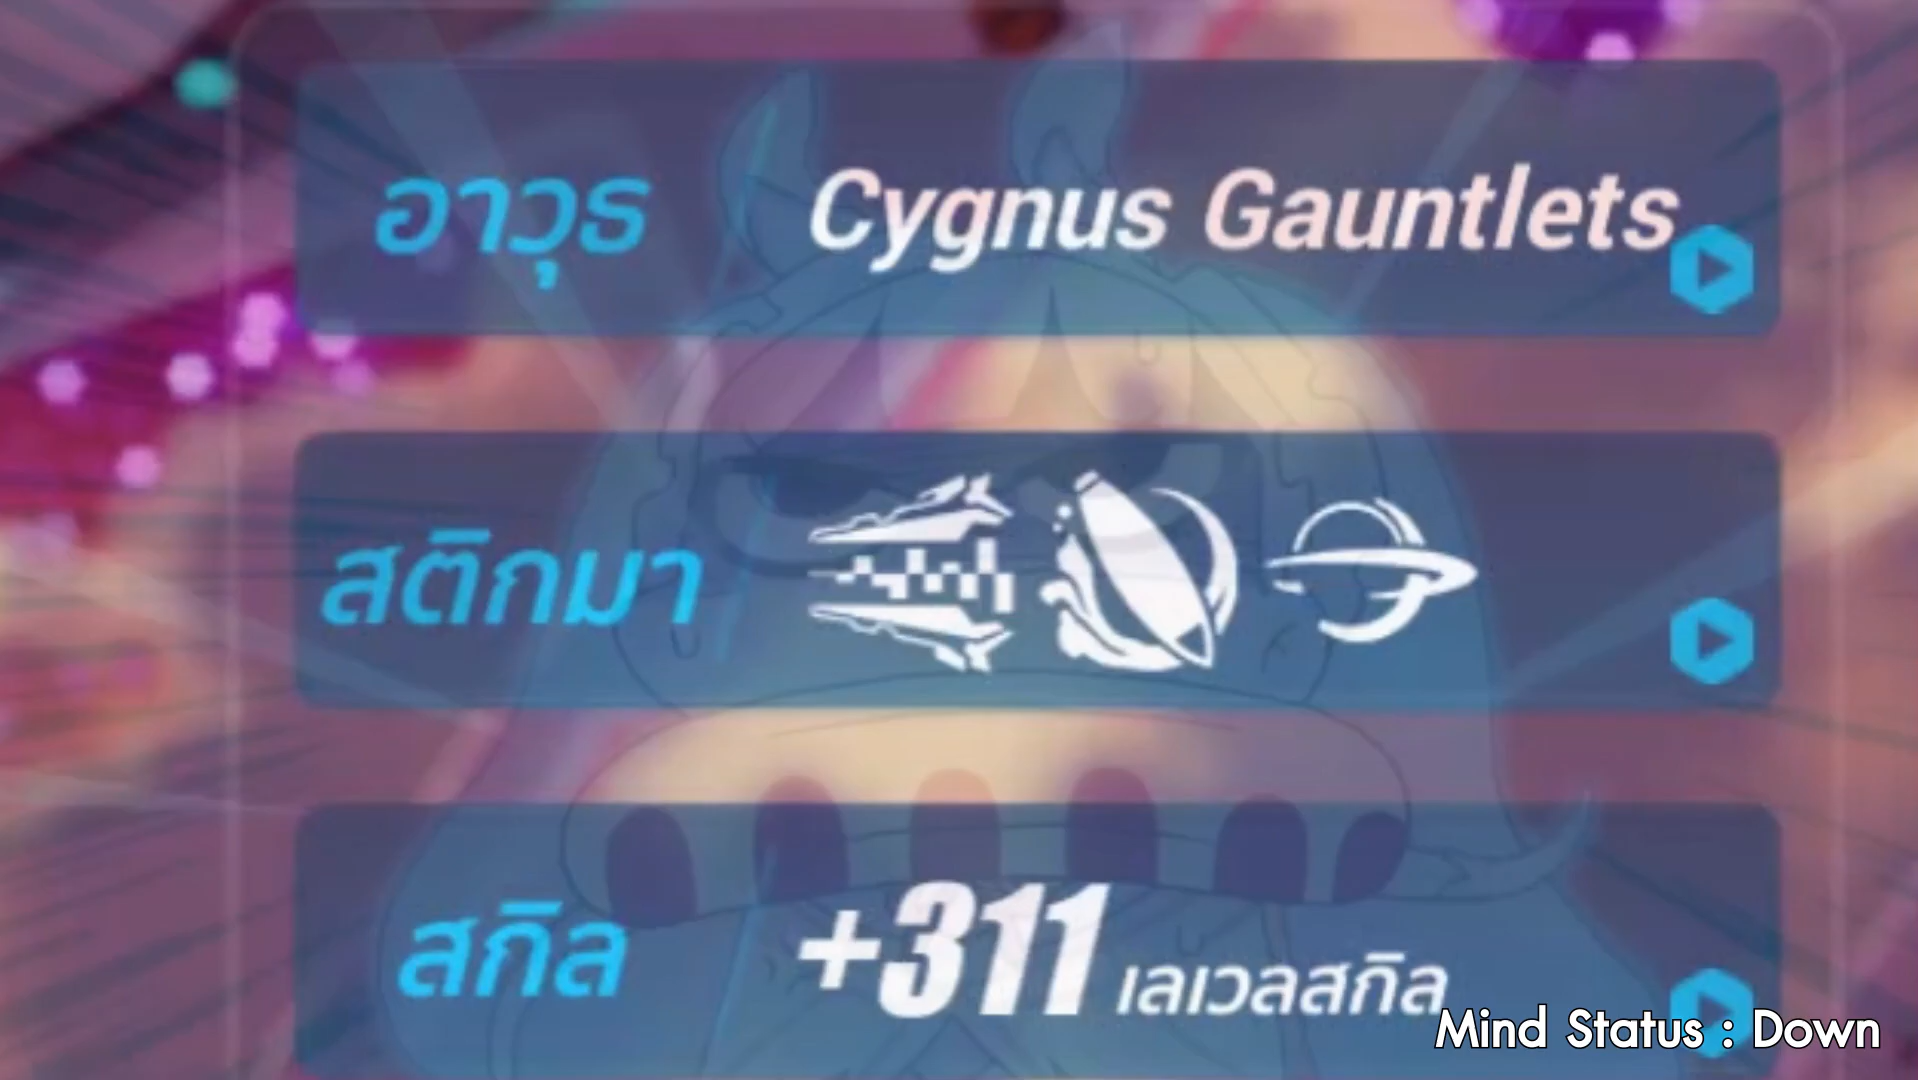 อาวุธ Cygnus Gauntlets
สติกมา
สกิล +311 เลเวลสกิล
Mind Status : Down